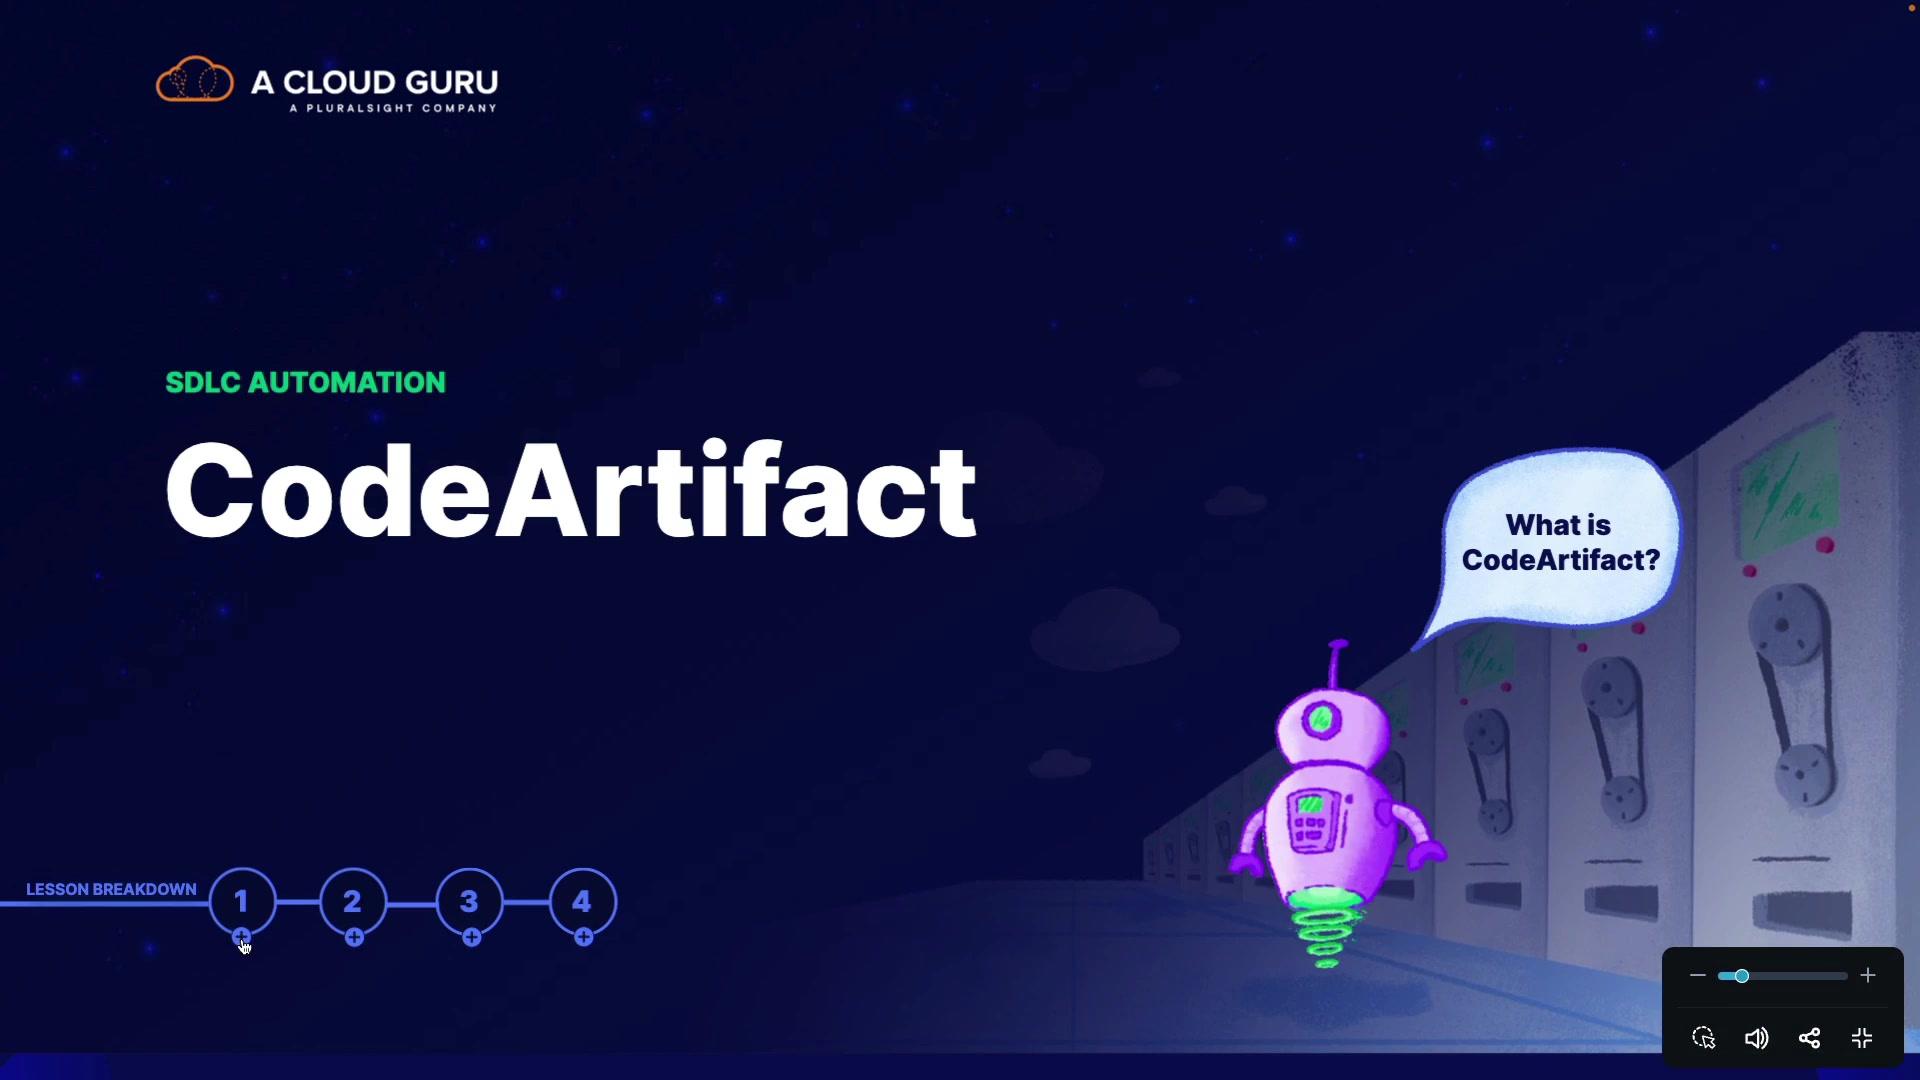 A CLOUD GURU
A PLURALSIGHT COMPANY
SDLC AUTOMATION
CodeArtifact
What is
CodeArtifact?
LESSON BREAKDOWN
1
2
3
4